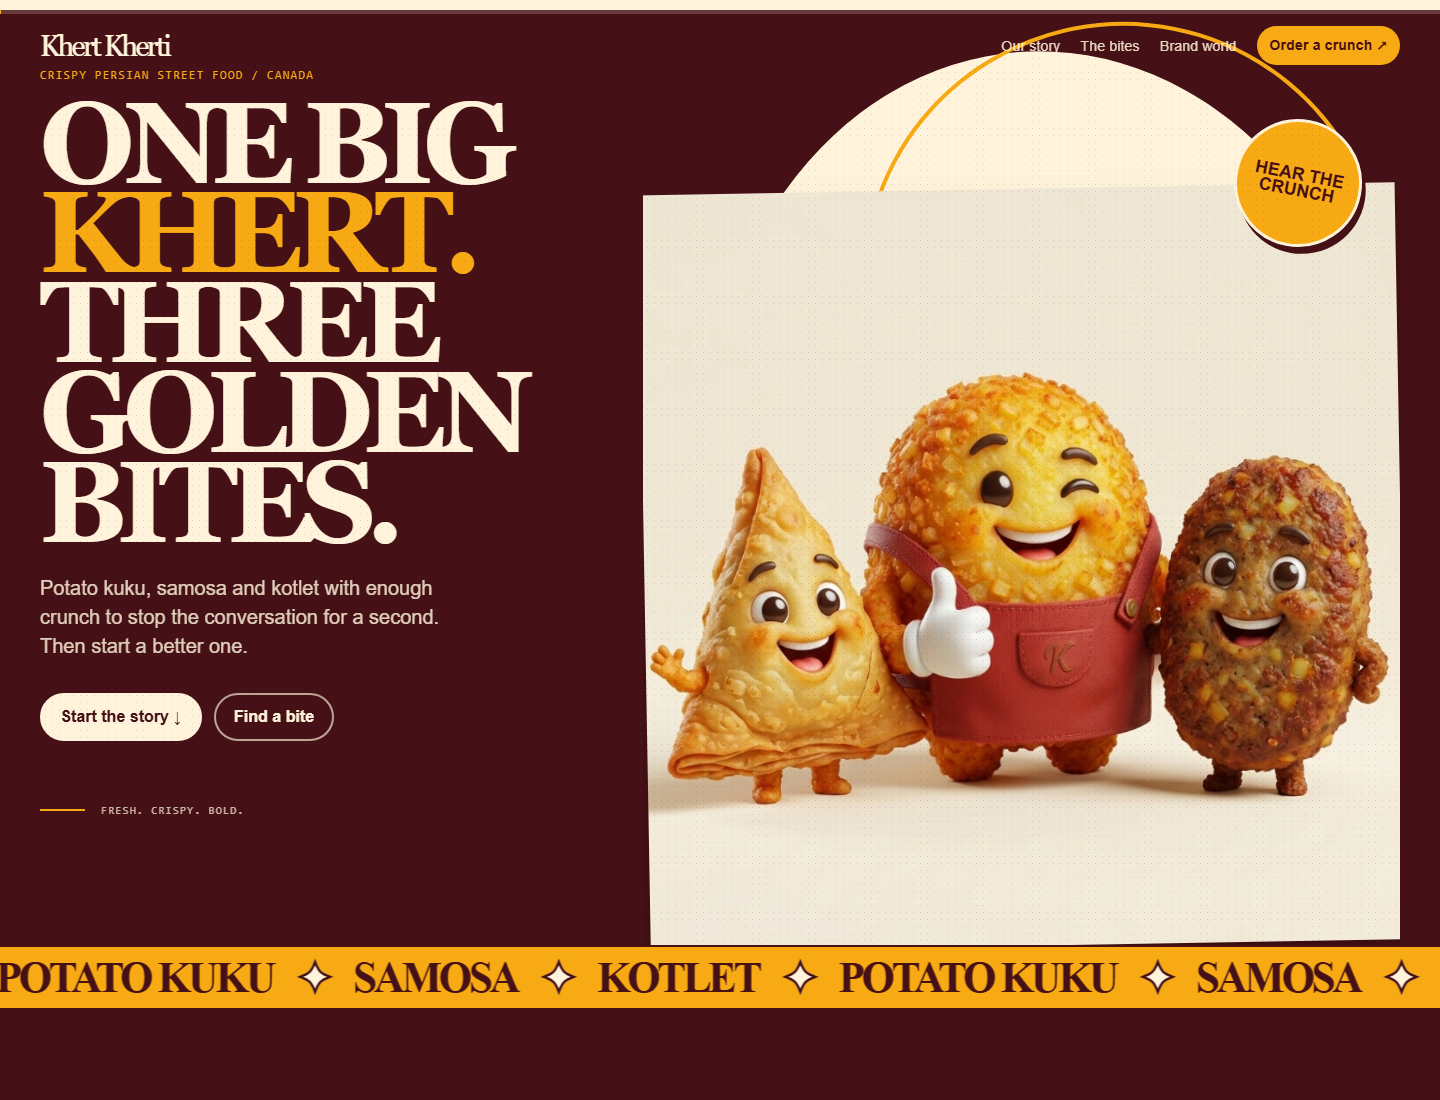 Khert Kherti
Our story The bites Brand world Order a crunch ↗
CRISPY PERSIAN STREET FOOD / CANADA
ONE BIG
KHERT.
THREE
GOLDEN
BITES.
HEAR THE
CRUNCH
K
Potato kuku, samosa and kotlet with enough
crunch to stop the conversation for a second.
Then start a better one.
Start the story ↓ Find a bite
FRESH. CRISPY. BOLD.
POTATO KUKU ✧ SAMOSA ✧ KOTLET ✧ POTATO KUKU ✧ SAMOSA ✧